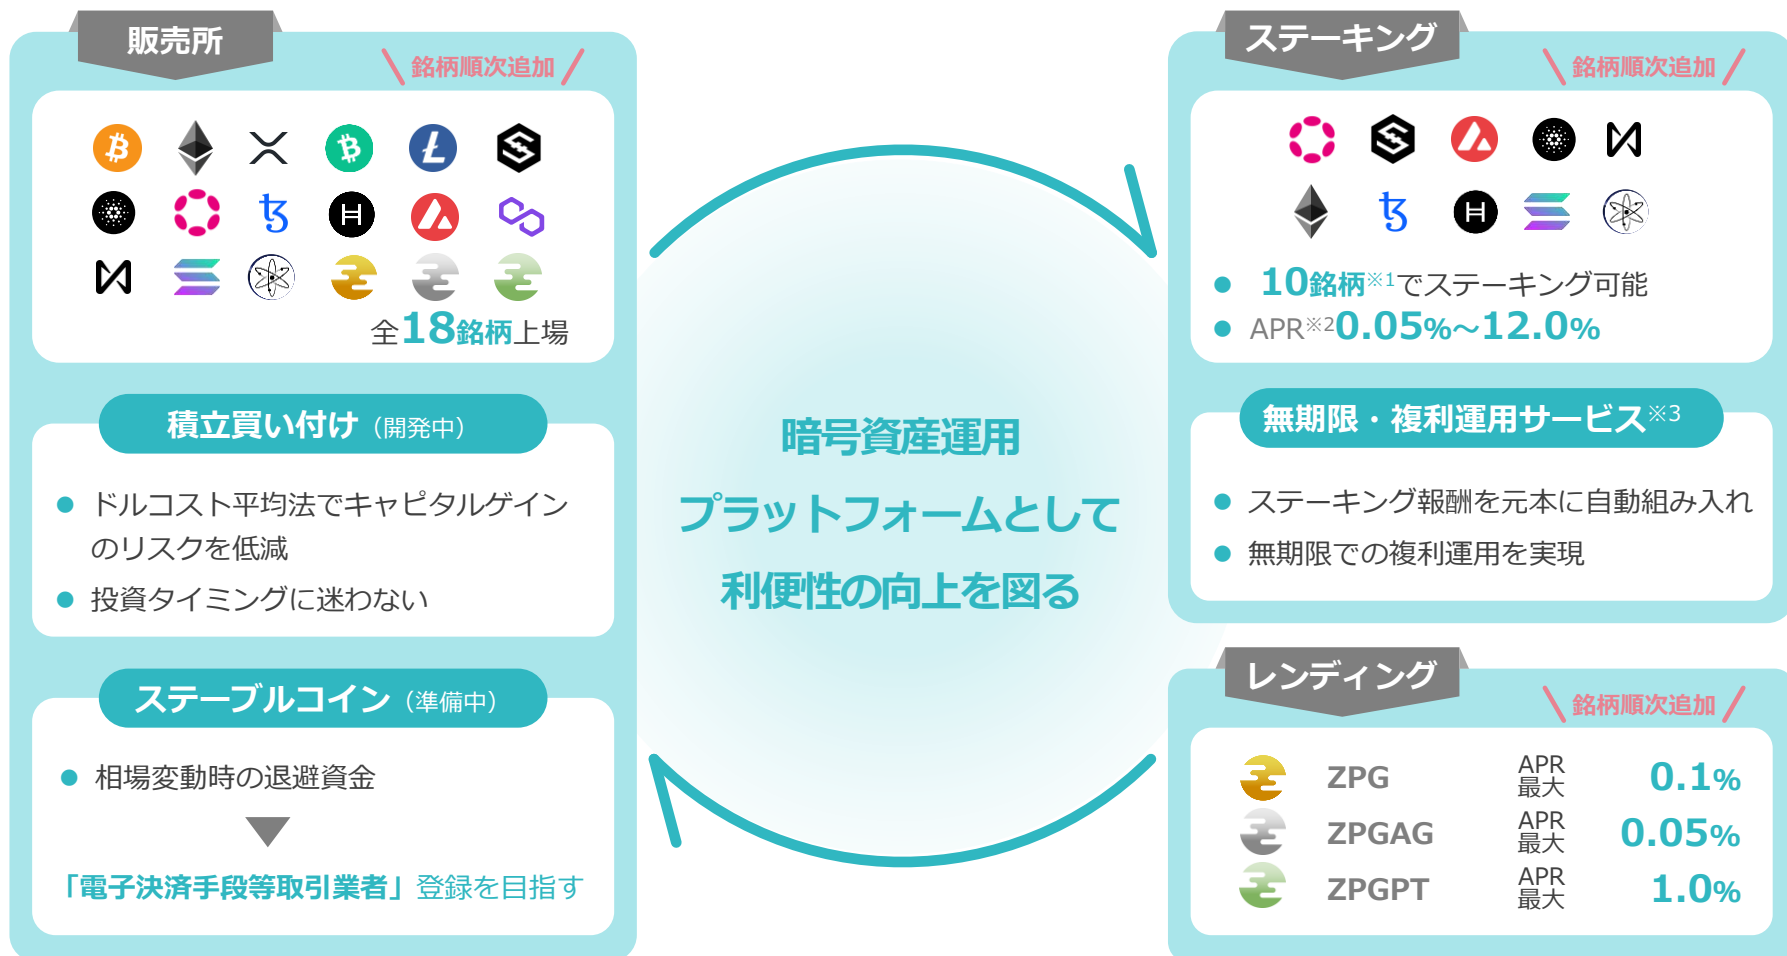 販売所
銘柄順次追加
全18銘柄上場
積立買い付け（開発中）
ドルコスト平均法でキャピタルゲイン
のリスクを低減
投資タイミングに迷わない
ステーブルコイン（準備中）
相場変動時の退避資金
「電子決済手段等取引業者」登録を目指す
暗号資産運用
プラットフォームとして
利便性の向上を図る
ステーキング
銘柄順次追加
10銘柄※1でステーキング可能
APR※2 0.05%～12.0%
無期限・複利運用サービス※3
ステーキング報酬を元本に自動組み入れ
無期限での複利運用を実現
レンディング
銘柄順次追加
ZPG APR最大 0.1%
ZPGAG APR最大 0.05%
ZPGPT APR最大 1.0%